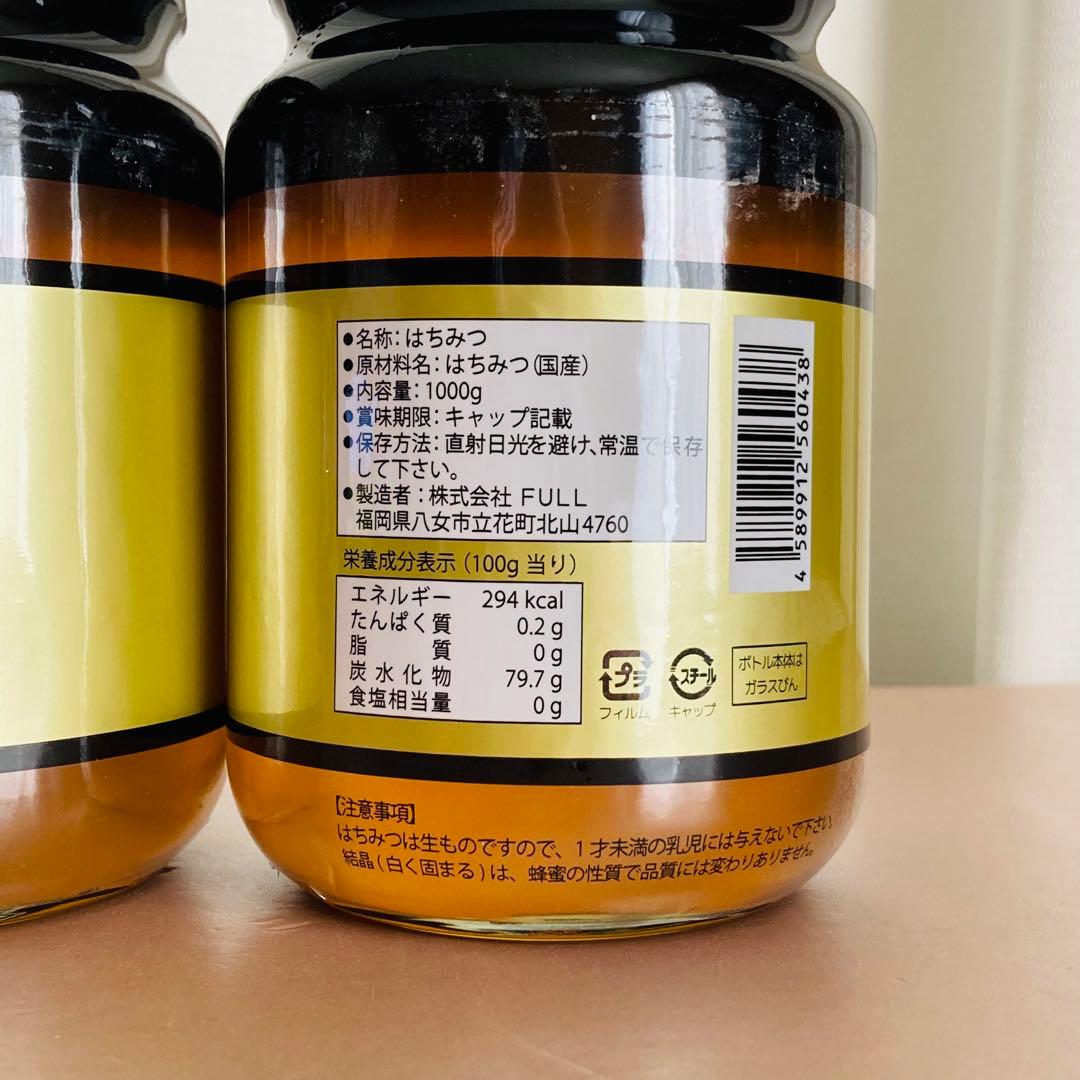 ●名称：はちみつ
●原材料名：はちみつ（国産）
●内容量：1000g
●賞味期限：キャップ記載
●保存方法：直射日光を避け、常温で保存
して下さい。
●製造者：株式会社 ＦＵＬＬ
福岡県八女市立花町北山4760
栄養成分表示（100g 当り）
エネルギー 294 kcal
たんぱく質 0.2 g
脂質 0 g
炭水化物 79.7 g
食塩相当量 0 g
4 589912 560438
プラ
フィルム
スチール
キャップ
ボトル本体は
ガラスびん
【注意事項】
はちみつは生ものですので、１才未満の乳児には与えないで下さい。
結晶(白く固まる)は、蜂蜜の性質で品質には変わりありません。